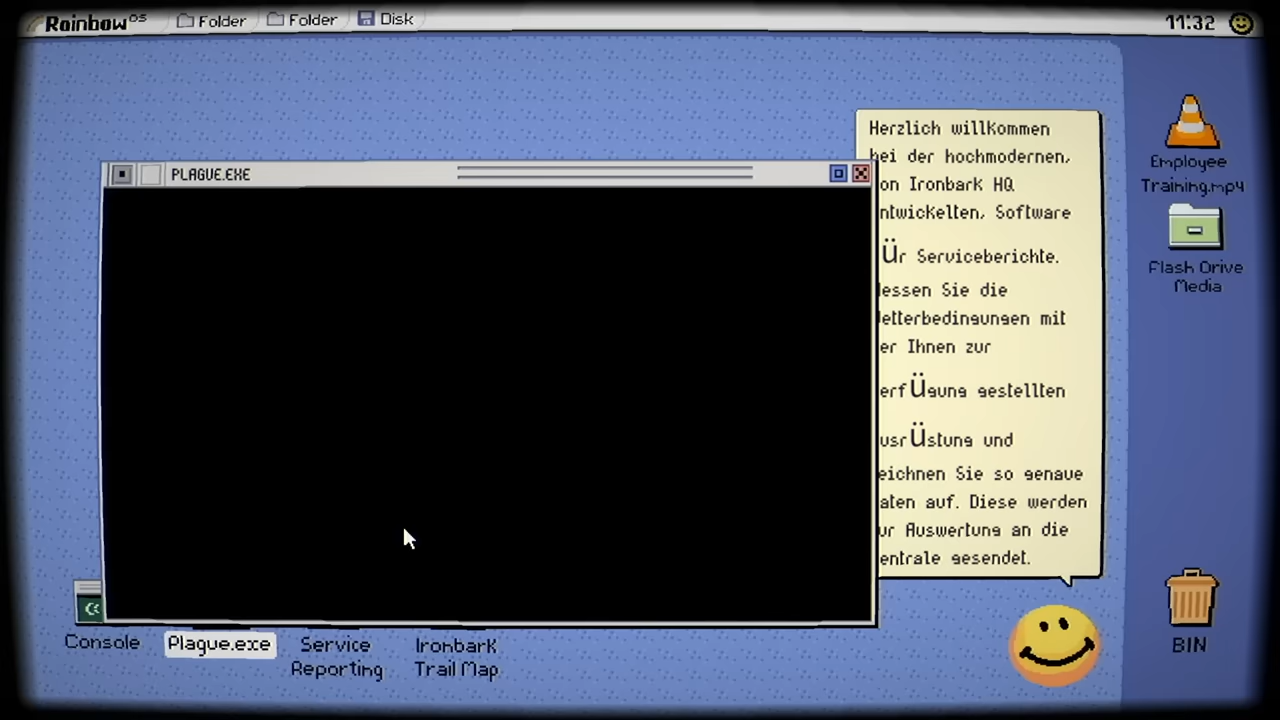 Rainbow OS
Folder
Folder
Disk
11:32
PLAGUE.EXE
Herzlich willkommen
bei der hochmodernen,
on Ironbark HQ
ntwickelten, Software
Ür Serviceberichte.
essen Sie die
etterbedingungen mit
er Ihnen zur
erfÜgung gestellten
usrÜstung und
eichnen Sie so genaue
aten auf. Diese werden
ur Auswertung an die
entrale gesendet.
Employee
Training.mp4
Flash Drive
Media
BIN
Console
Plague.exe
Service
Reporting
Ironbark
Trail Map